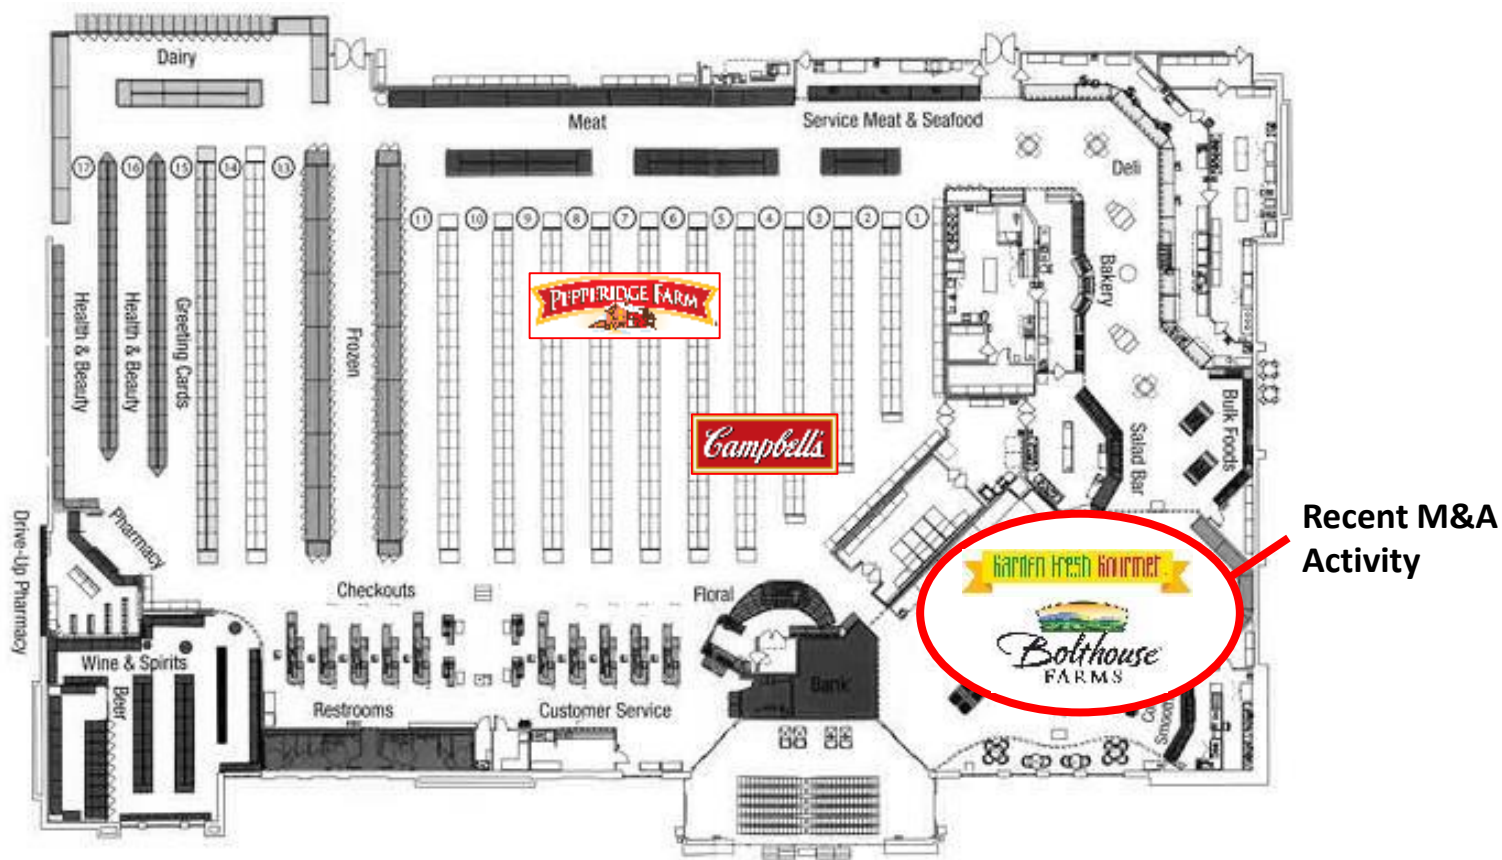 Dairy
Meat
Service Meat & Seafood
Deli
17
16
15
14
13
11
10
9
8
7
6
5
4
3
2
1
Health & Beauty
Health & Beauty
Greeting Cards
Frozen
PEPPERIDGE FARM
Bakery
Campbell's
Salad Bar
Bulk Foods
Recent M&A
Activity
Garden Fresh Gourmet
Bolthouse
FARMS
Drive-Up Pharmacy
Pharmacy
Checkouts
Floral
Wine & Spirits
Beer
Bank
Restrooms
Customer Service